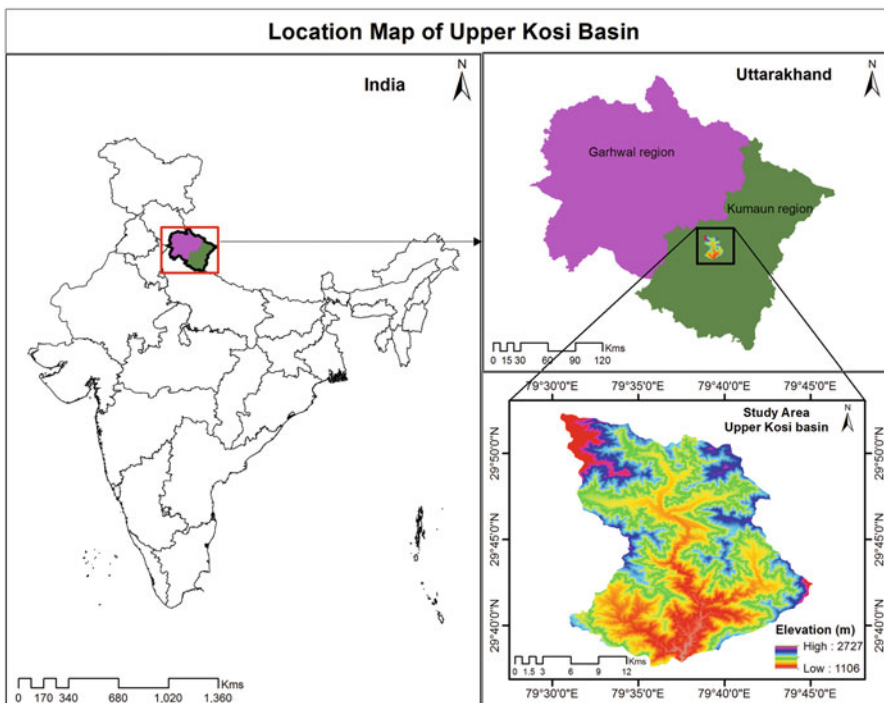 Location Map of Upper Kosi Basin
India
N
Kms
0 170 340 680 1,020 1,360
Uttarakhand
N
Garhwal region
Kumaun region
Kms
0 15 30 60 90 120
79°30'0"E 79°35'0"E 79°40'0"E 79°45'0"E
Study Area
Upper Kosi basin
N
29°50'0"N 29°50'0"N
29°45'0"N 29°45'0"N
29°40'0"N 29°40'0"N
Elevation (m)
High : 2727
Low : 1106
Kms
0 1.5 3 6 9 12
79°30'0"E 79°35'0"E 79°40'0"E 79°45'0"E